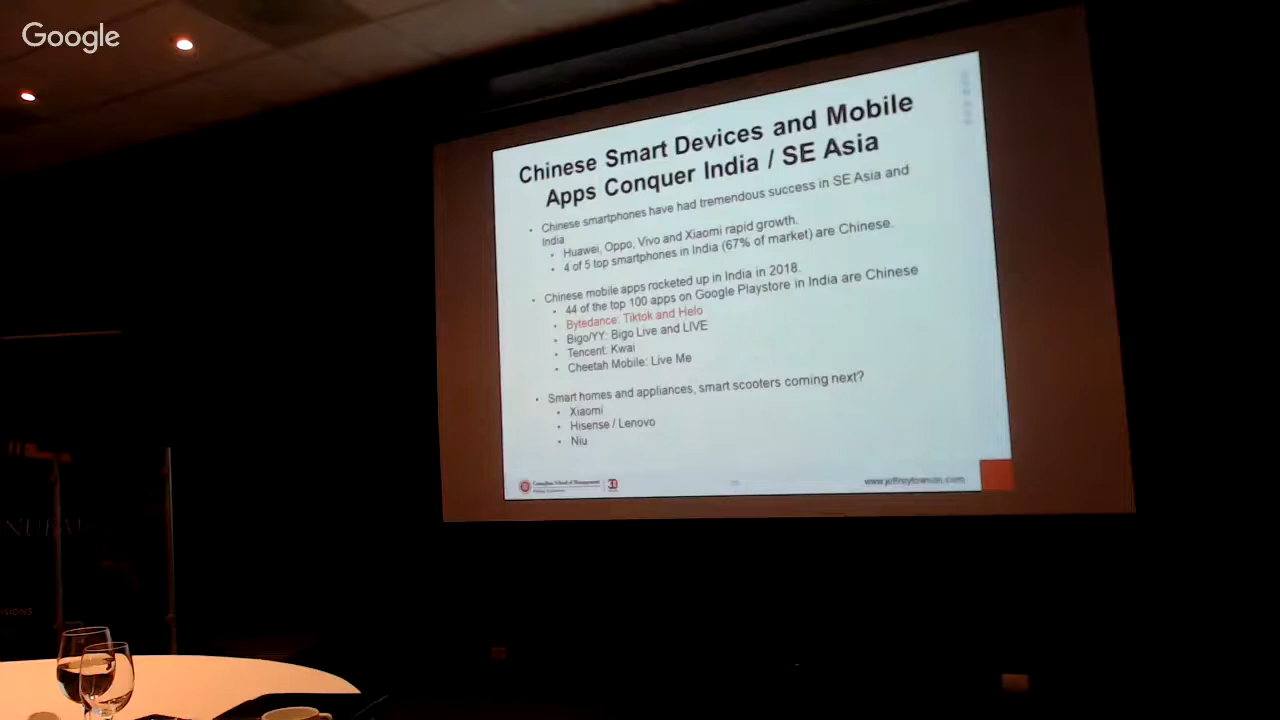 Google
Chinese Smart Devices and Mobile
Apps Conquer India / SE Asia
• Chinese smartphones have had tremendous success in SE Asia and
India
• Huawei, Oppo, Vivo and Xiaomi rapid growth.
• 4 of 5 top smartphones in India (67% of market) are Chinese.
• Chinese mobile apps rocketed up in India in 2018.
• 44 of the top 100 apps on Google Playstore in India are Chinese
• Bytedance: Tiktok and Helo
• Bigo/YY: Bigo Live and LIVE
• Tencent: Kwai
• Cheetah Mobile: Live Me
• Smart homes and appliances, smart scooters coming next?
• Xiaomi
• Hisense / Lenovo
• Niu
Guanghua School of Management
www.jeffreytowson.com